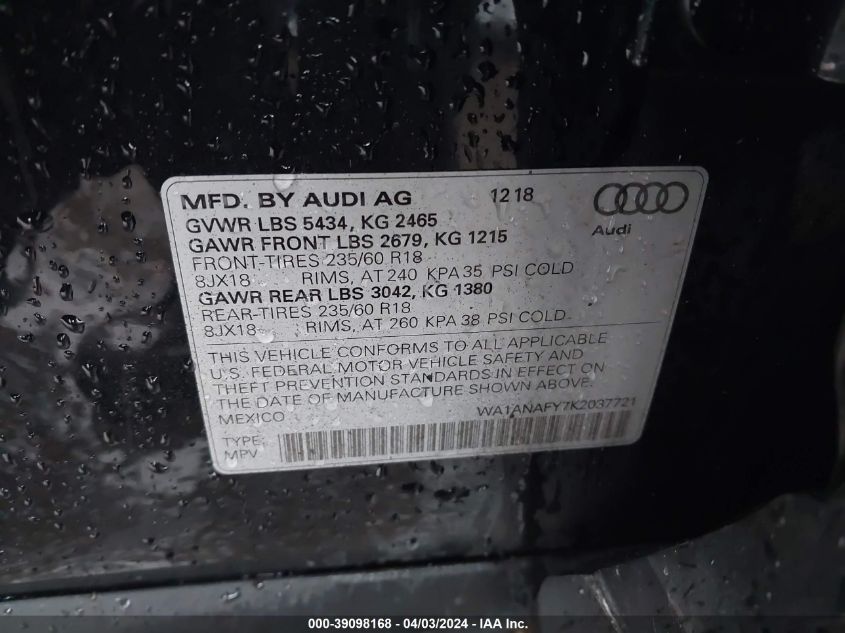 MFD. BY AUDI AG 12 18
Audi
GVWR LBS 5434, KG 2465
GAWR FRONT LBS 2679, KG 1215
FRONT-TIRES 235/60 R18
8JX18 RIMS, AT 240 KPA 35 PSI COLD
GAWR REAR LBS 3042, KG 1380
REAR-TIRES 235/60 R18
8JX18 RIMS, AT 260 KPA 38 PSI COLD
THIS VEHICLE CONFORMS TO ALL APPLICABLE
U.S. FEDERAL MOTOR VEHICLE SAFETY AND
THEFT PREVENTION STANDARDS IN EFFECT ON
THE DATE OF MANUFACTURE SHOWN ABOVE.
MEXICO WA1ANAFY7K2037721
TYPE:
MPV
000-39098168 - 04/03/2024 - IAA Inc.